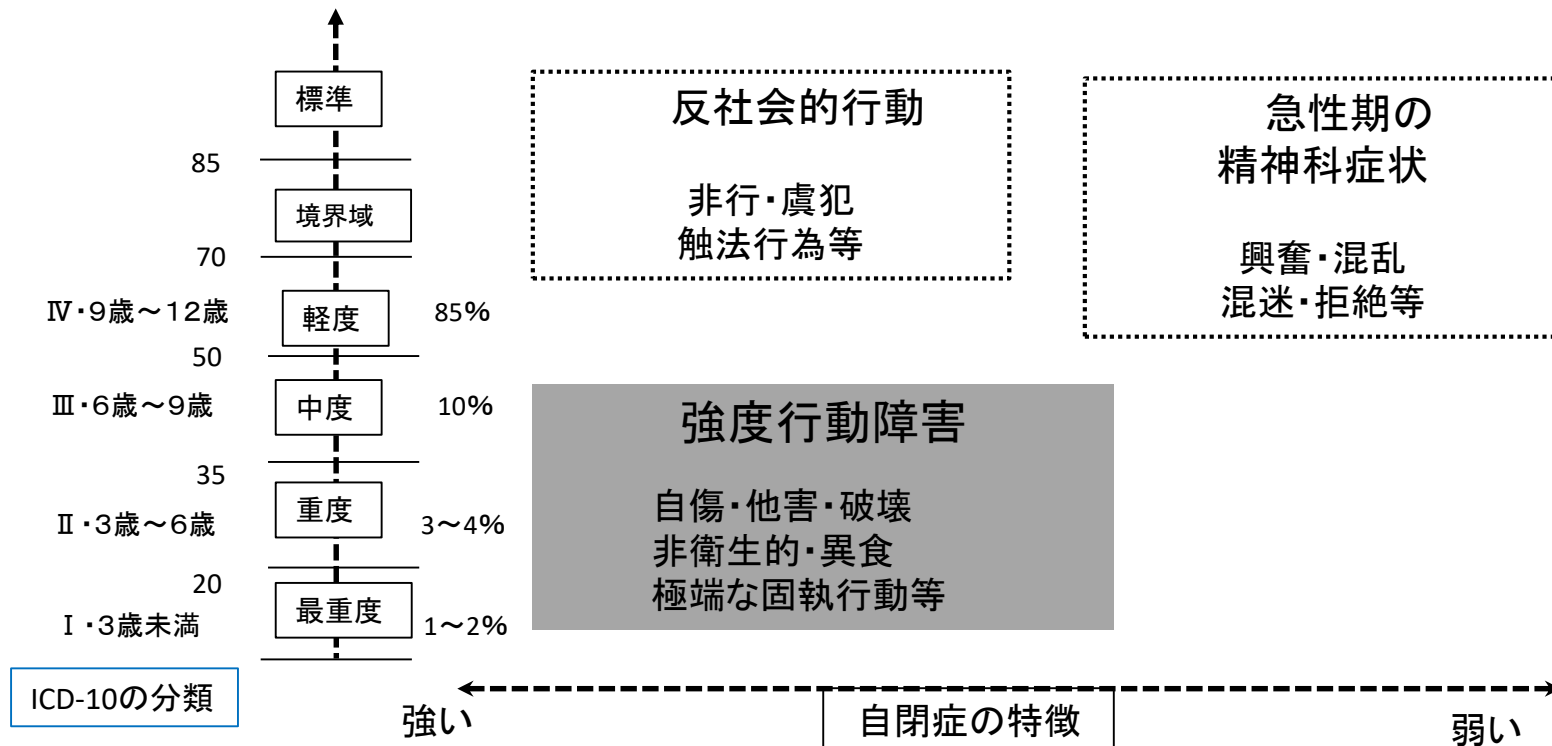 標準
85
境界域
70
Ⅳ・9歳～12歳
軽度
85%
50
Ⅲ・6歳～9歳
中度
10%
35
Ⅱ・3歳～6歳
重度
3～4%
20
Ⅰ・3歳未満
最重度
1～2%
ICD-10の分類
反社会的行動
非行・虞犯
触法行為等
急性期の
精神科症状
興奮・混乱
混迷・拒絶等
強度行動障害
自傷・他害・破壊
非衛生的・異食
極端な固執行動等
強い
自閉症の特徴
弱い